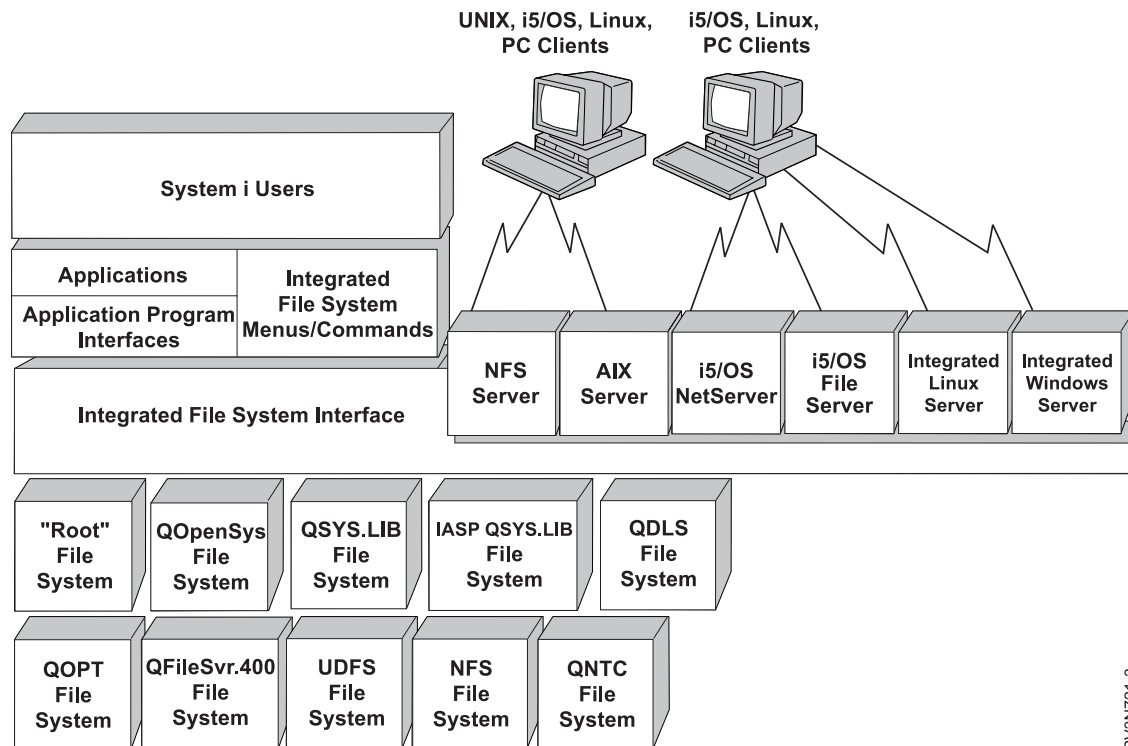 UNIX, i5/OS, Linux,
PC Clients
i5/OS, Linux,
PC Clients
System i Users
Applications
Application Program
Interfaces
Integrated
File System
Menus/Commands
NFS
Server
AIX
Server
i5/OS
NetServer
i5/OS
File
Server
Integrated
Linux
Server
Integrated
Windows
Server
Integrated File System Interface
"Root"
File
System
QOpenSys
File
System
QSYS.LIB
File
System
IASP QSYS.LIB
File
System
QDLS
File
System
QOPT
File
System
QFileSvr.400
File
System
UDFS
File
System
NFS
File
System
QNTC
File
System